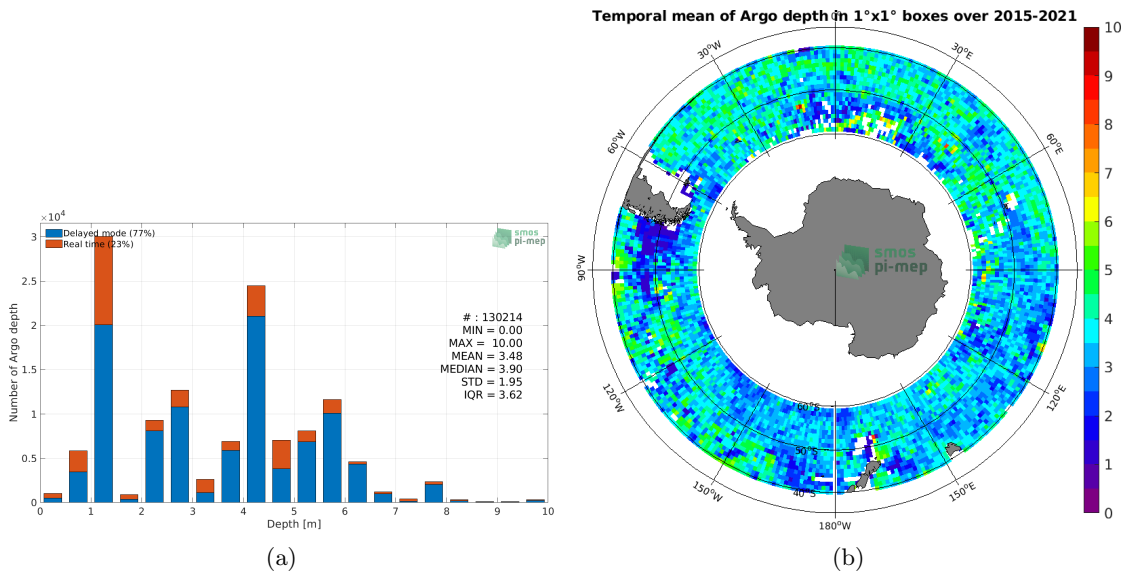 ×10⁴
Delayed mode (77%)
Real time (23%)
smos
pi-mep
3
2.5
2
1.5
1
0.5
0
Number of Argo depth
# : 130214
MIN = 0.00
MAX = 10.00
MEAN = 3.48
MEDIAN = 3.90
STD = 1.95
IQR = 3.62
0 1 2 3 4 5 6 7 8 9 10
Depth [m]
(a)
Temporal mean of Argo depth in 1°x1° boxes over 2015-2021
0°
30°W
30°E
60°W
60°E
90°W
90°E
120°W
120°E
150°W
150°E
180°W
60°S
50°S
40°S
smos
pi-mep
10
9
8
7
6
5
4
3
2
1
0
(b)